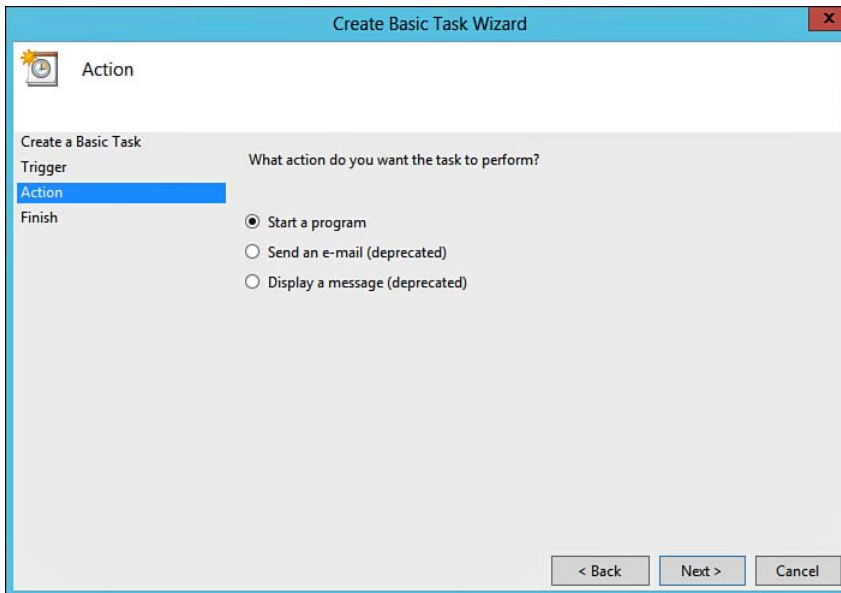 Create Basic Task Wizard
x
Action
Create a Basic Task
Trigger
Action
Finish
What action do you want the task to perform?
Start a program
Send an e-mail (deprecated)
Display a message (deprecated)
< Back
Next >
Cancel